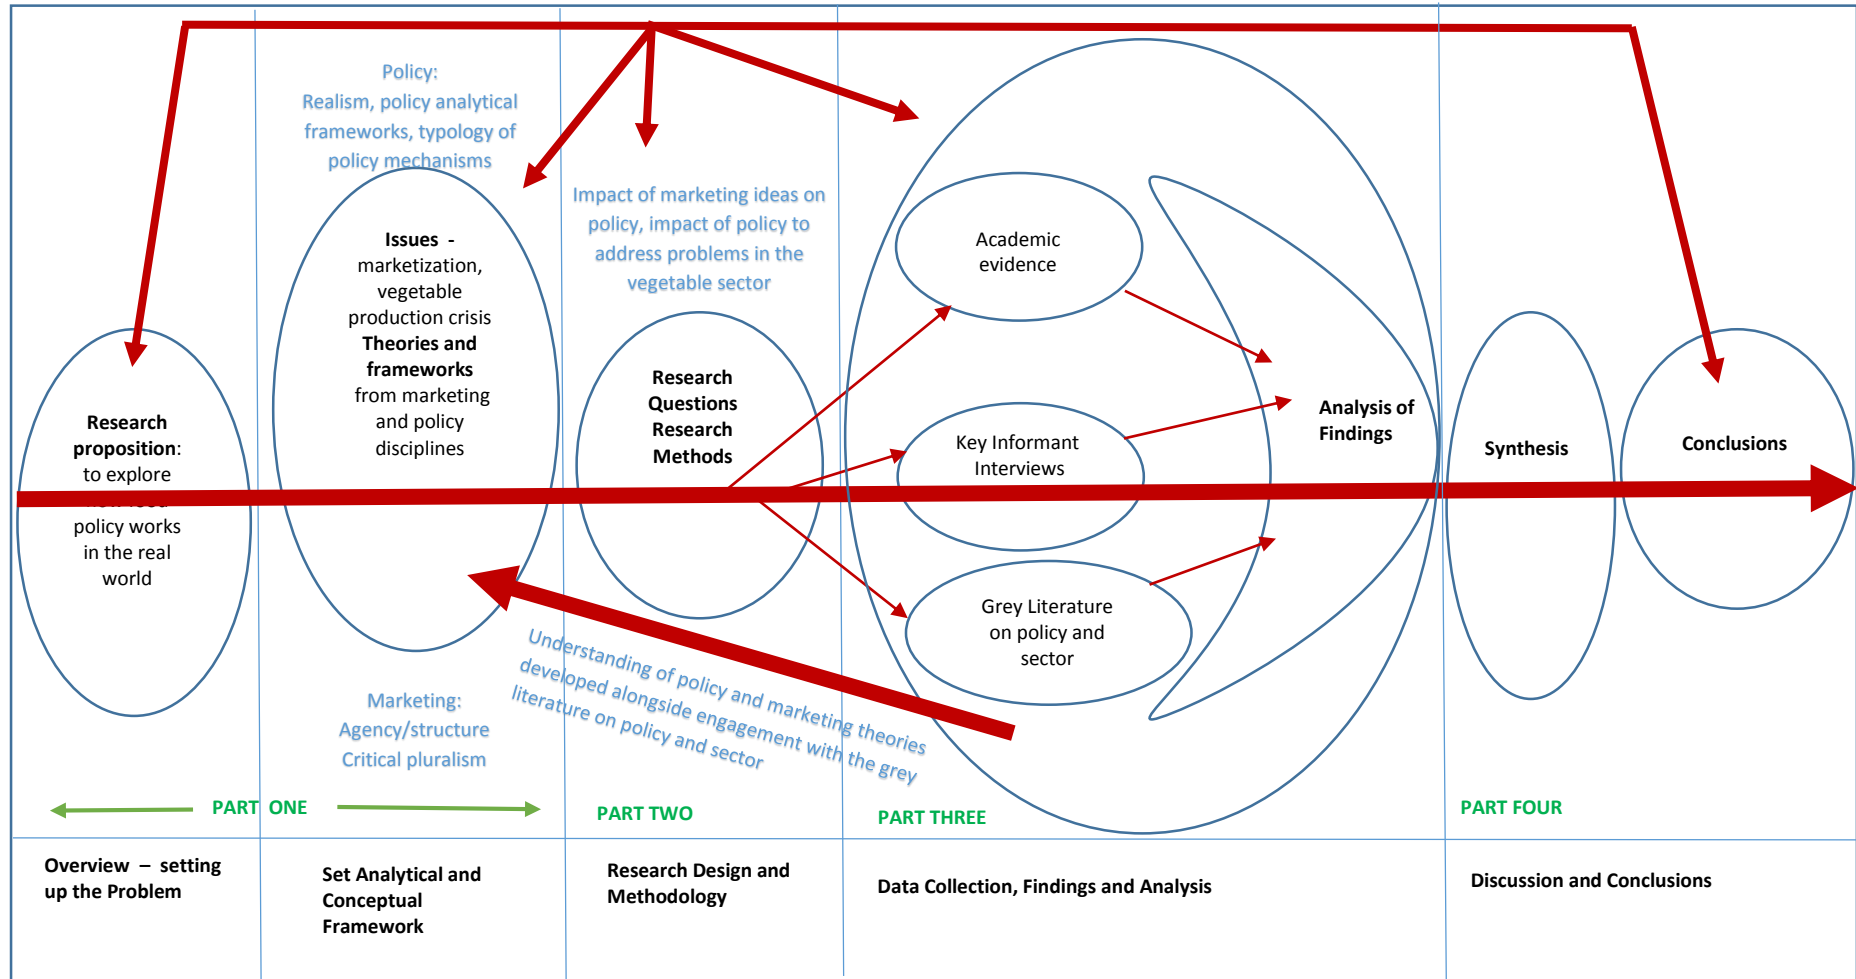 Policy:
Realism, policy analytical
frameworks, typology of
policy mechanisms
Issues -
marketization,
vegetable
production crisis
Theories and
frameworks
from marketing
and policy
disciplines
Impact of marketing ideas on
policy, impact of policy to
address problems in the
vegetable sector
Research
Questions
Research
Methods
Academic
evidence
Key Informant
Interviews
Grey Literature
on policy and
sector
Analysis of
Findings
Synthesis
Conclusions
Research
proposition:
to explore
policy works
in the real
world
Understanding of policy and marketing theories
developed alongside engagement with the grey
literature on policy and sector
Marketing:
Agency/structure
Critical pluralism
PART ONE
PART TWO
PART THREE
PART FOUR
Overview – setting
up the Problem
Set Analytical and
Conceptual
Framework
Research Design and
Methodology
Data Collection, Findings and Analysis
Discussion and Conclusions